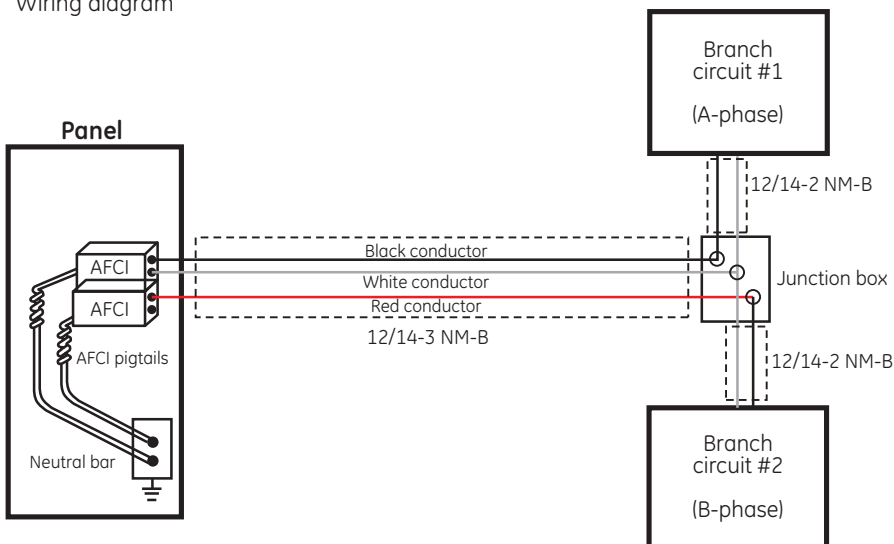 Wiring diagram
Branch
circuit #1
(A-phase)
Panel
12/14-2 NM-B
Black conductor
AFCI
White conductor
Junction box
Red conductor
AFCI
12/14-3 NM-B
AFCI pigtails
12/14-2 NM-B
Neutral bar
Branch
circuit #2
(B-phase)